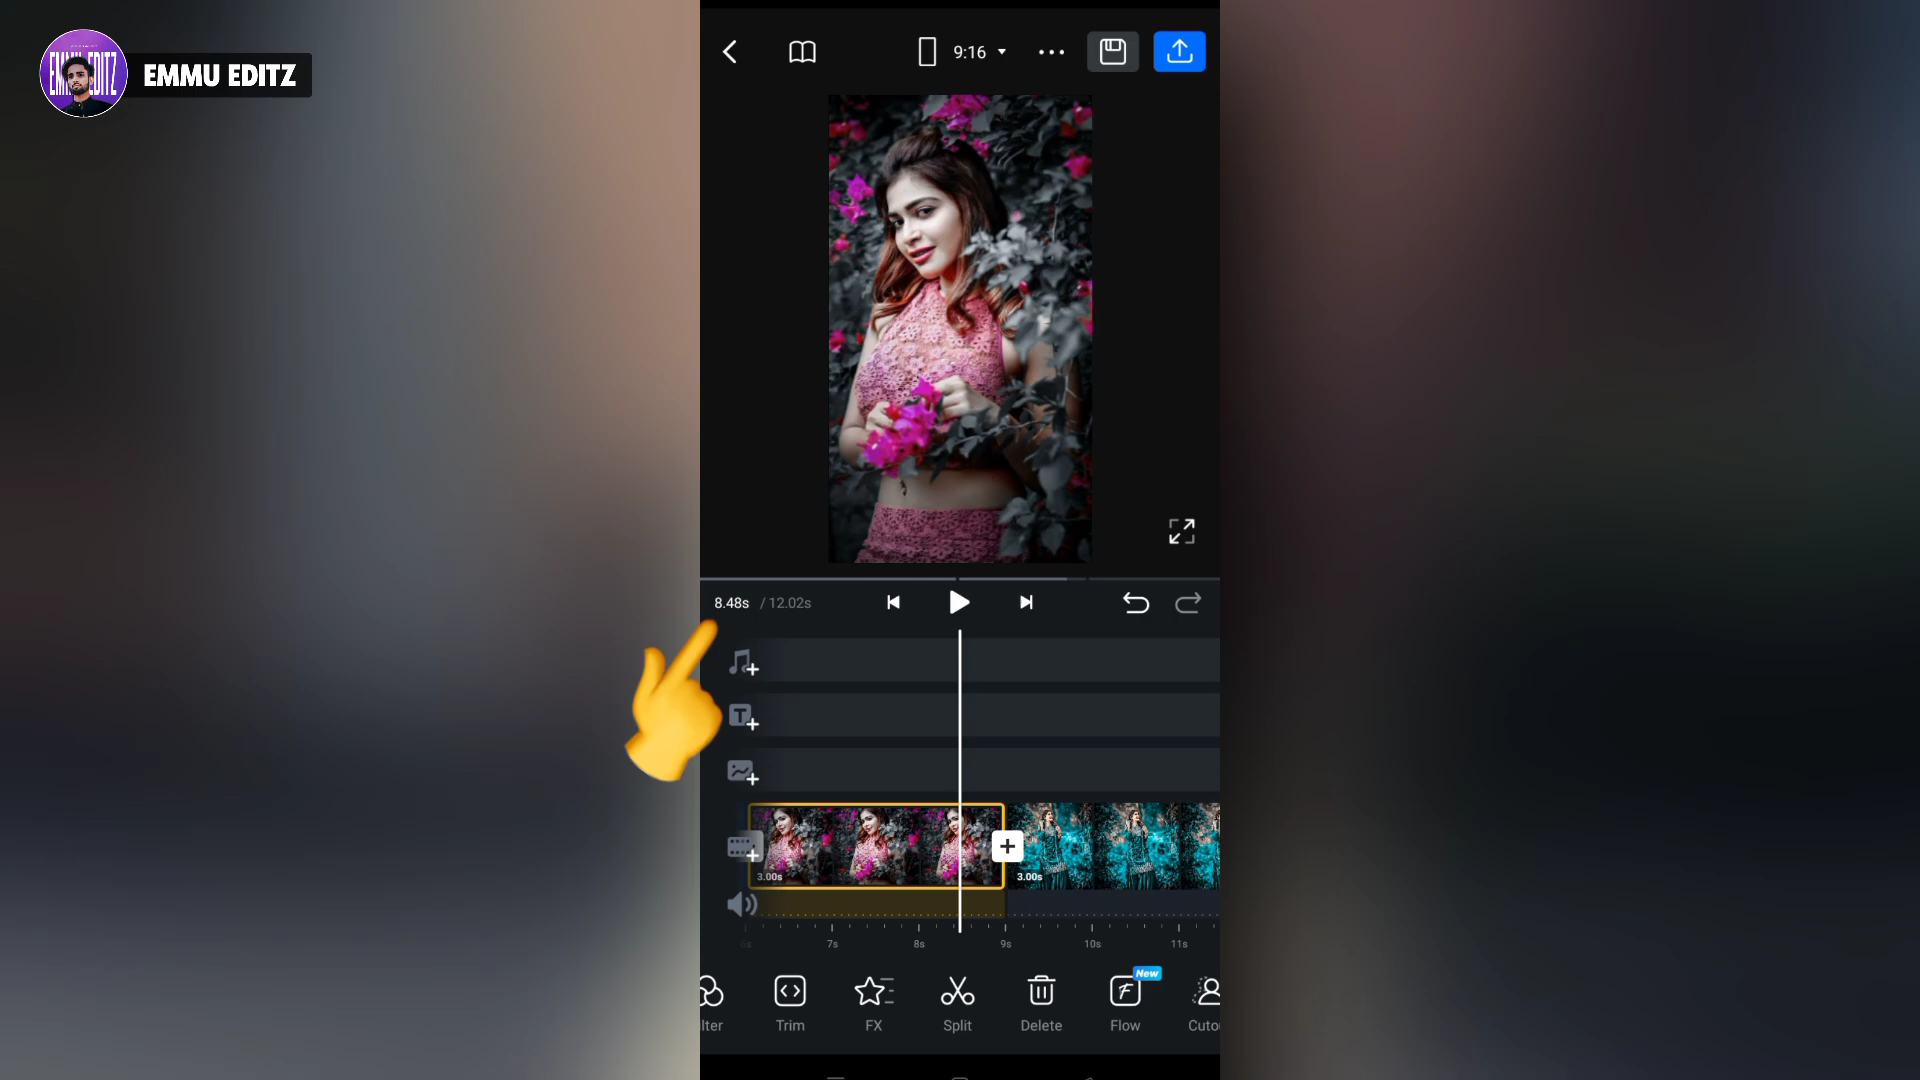 EMMU EDITZ
9:16
8.48s / 12.02s
3.00s
3.00s
6s 7s 8s 9s 10s 11s
New
lter Trim FX Split Delete Flow Cuto